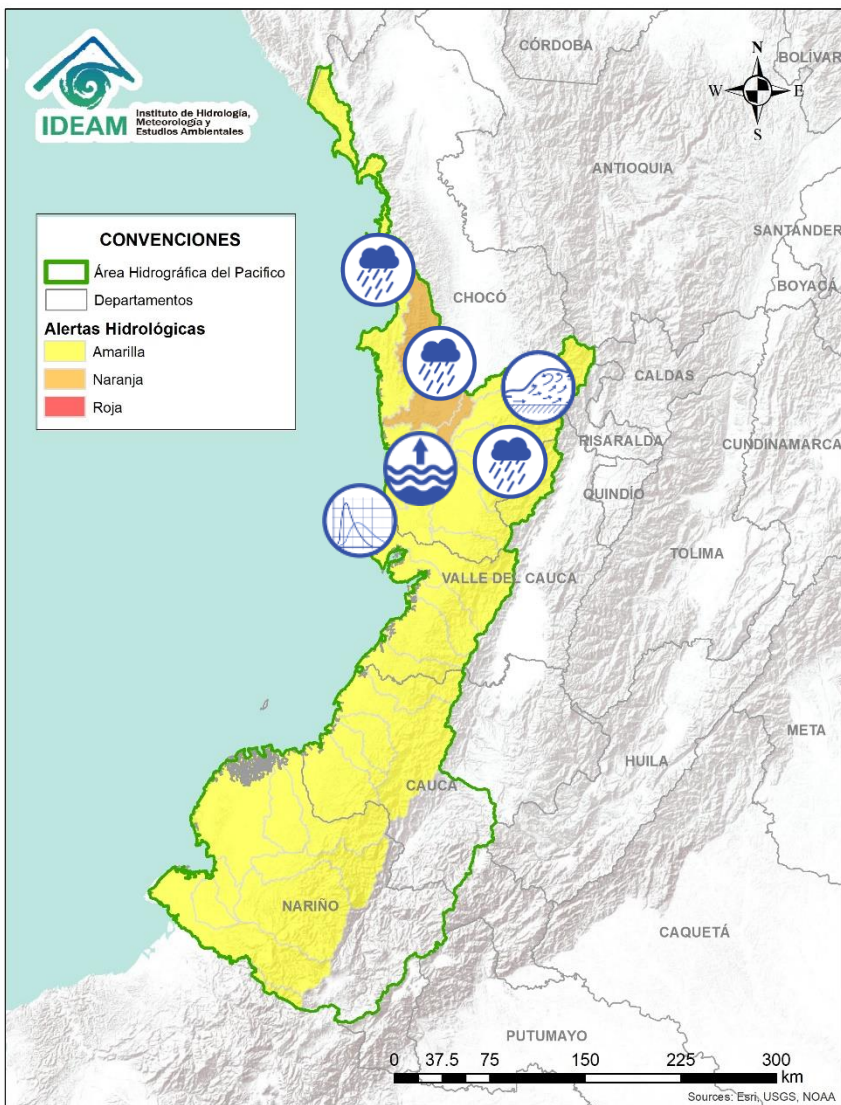 IDEAM
Instituto de Hidrología,
Meteorología y
Estudios Ambientales
CÓRDOBA
BOLÍVAR
N
W
E
S
ANTIOQUIA
SANTANDER
BOYACÁ
CONVENCIONES
Área Hidrográfica del Pacifico
Departamentos
Alertas Hidrológicas
Amarilla
Naranja
Roja
CHOCÓ
CALDAS
RISARALDA
CUNDINAMARCA
QUINDÍO
TOLIMA
VALLE DEL CAUCA
META
HUILA
CAUCA
NARIÑO
CAQUETÁ
PUTUMAYO
0 37.5 75 150 225 300
km
Sources: Esri, USGS, NOAA